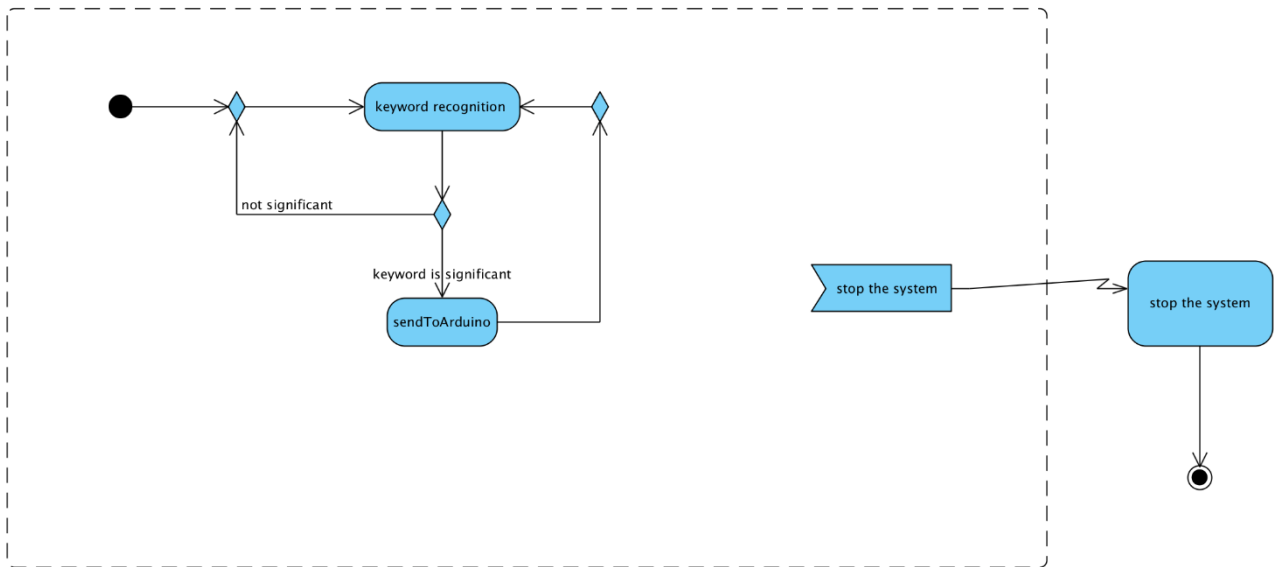 keyword recognition
not significant
keyword is significant
stop the system
stop the system
sendToArduino